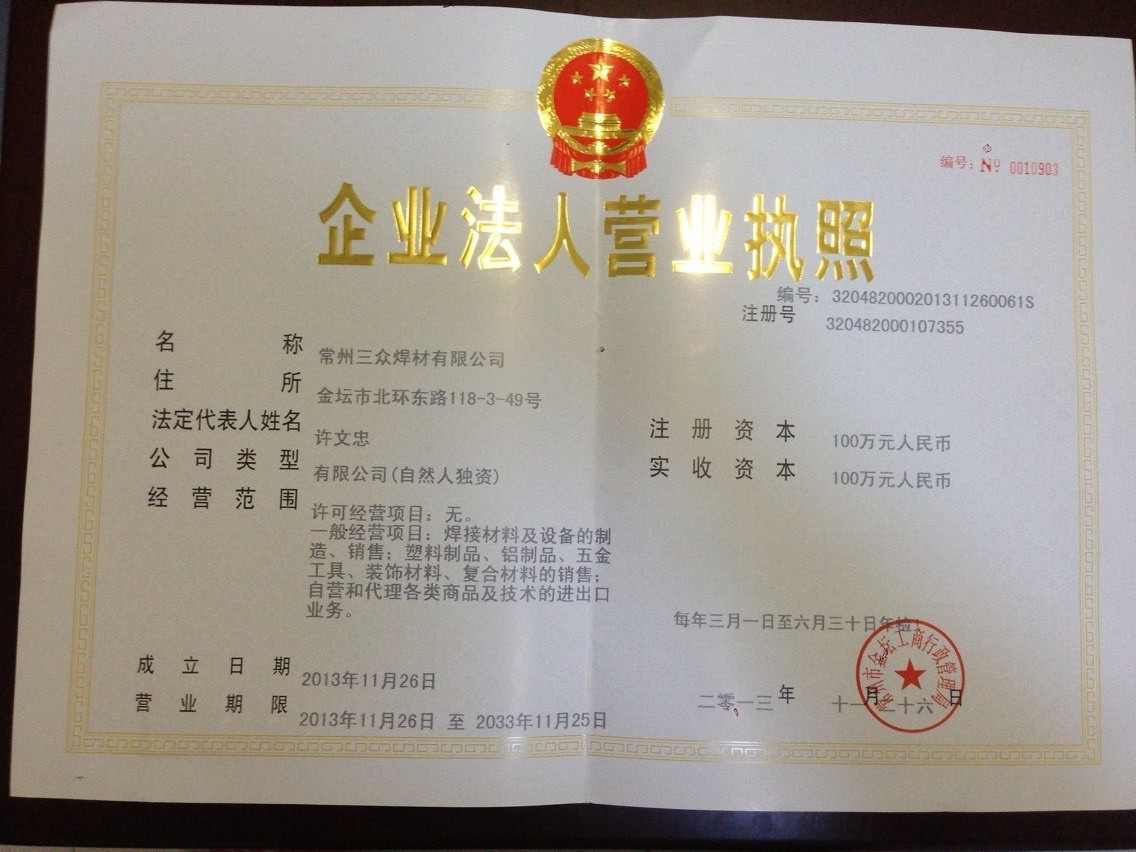 编号：№ 0010903
企业法人营业执照
编号：320482000201311260061S
注册号 320482000107355
名称 常州三众焊材有限公司
住所 金坛市北环东路118-3-49号
法定代表人姓名 许文忠
注册资本 100万元人民币
公司类型 有限公司(自然人独资)
实收资本 100万元人民币
经营范围 许可经营项目：无。
一般经营项目：焊接材料及设备的制
造、销售；塑料制品、铝制品、五金
工具、装饰材料、复合材料的销售；
自营和代理各类商品及技术的进出口
业务。
每年三月一日至六月三十日年检！
成立日期 2013年11月26日
营业期限 2013年11月26日 至 2033年11月25日
二零一三年 十一月二十六日
常州市金坛工商行政管理局